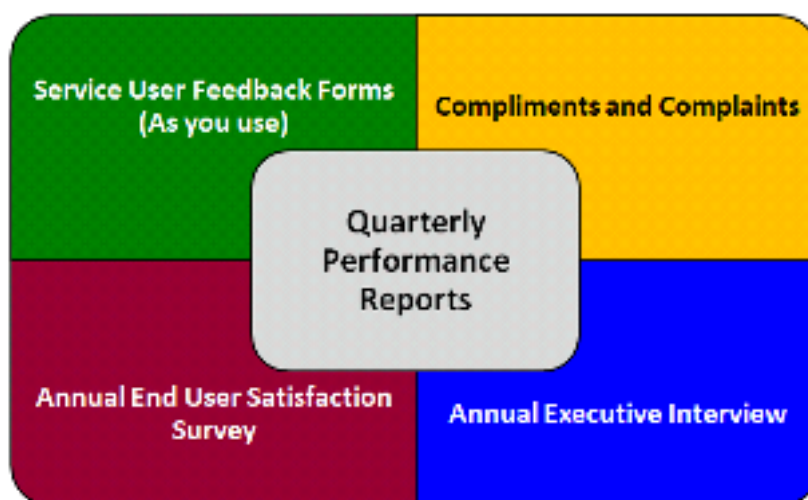 Service User Feedback Forms
(As you use)
Compliments and Complaints
Quarterly
Performance
Reports
Annual End User Satisfaction
Survey
Annual Executive Interview